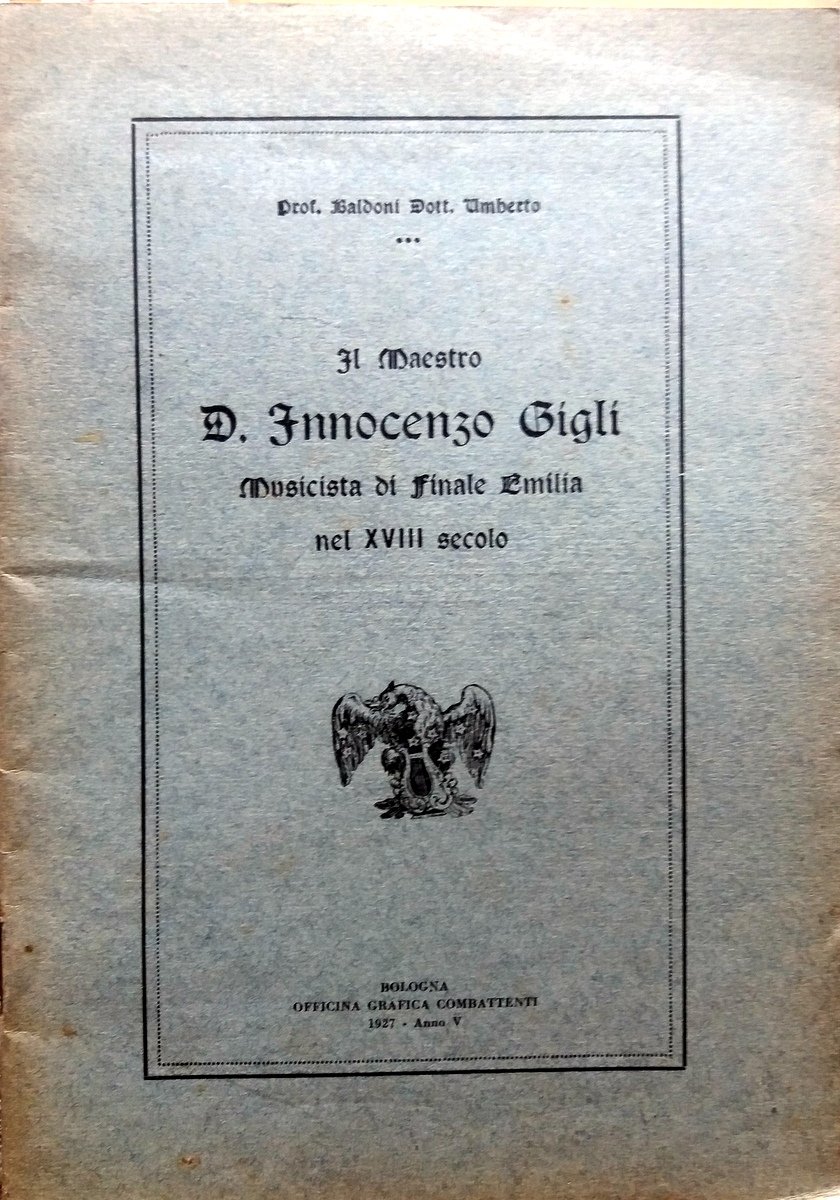 Prof. Baldoni Dott. Umberto
Il Maestro
D. Innocenzo Gigli
Musicista di Finale Emilia
nel XVIII secolo
BOLOGNA
OFFICINA GRAFICA COMBATTENTI
1927 - Anno V